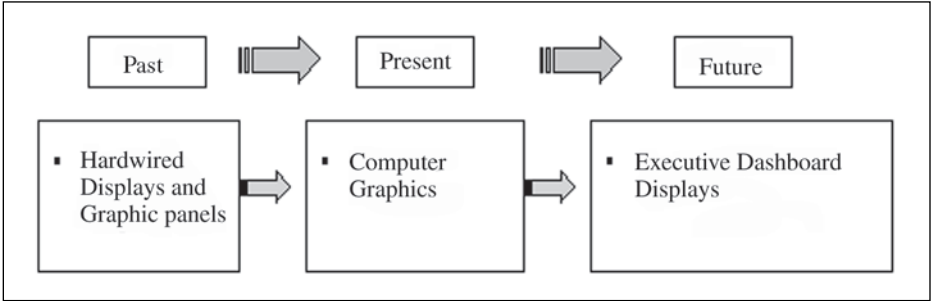 Past
Present
Future
▪ Hardwired
Displays and
Graphic panels
▪ Computer
Graphics
▪ Executive Dashboard
Displays